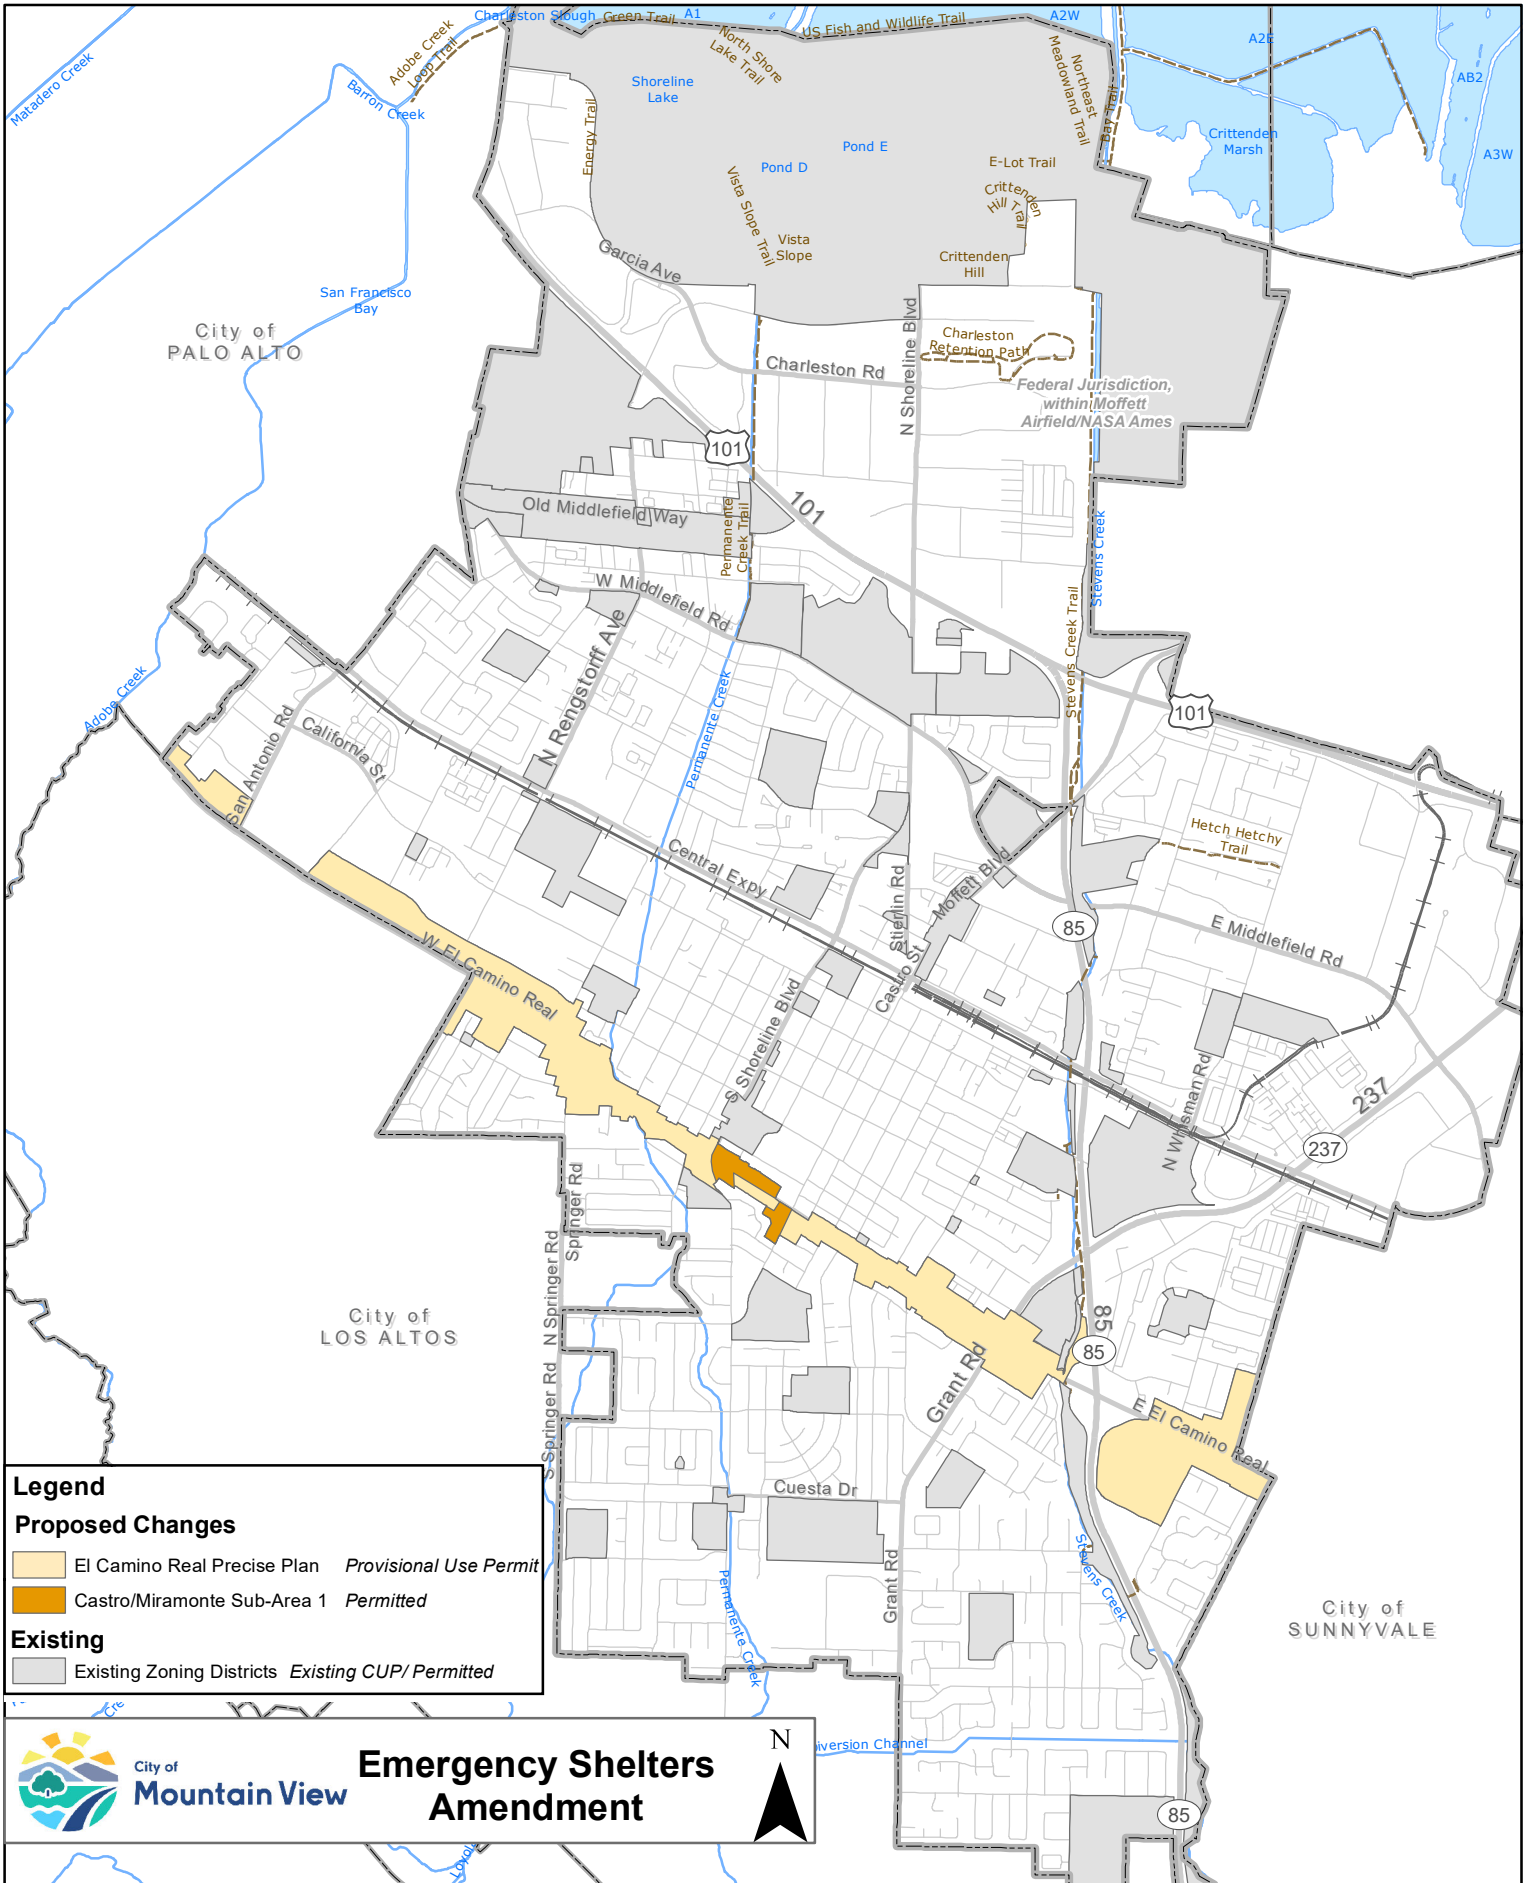 Charleston Slough
Green Trail
A1
US Fish and Wildlife Trail
A2W
A2E
AB2
A3W
Adobe Creek
Loop Trail
Matadero Creek
Barron
Creek
North Shore
Lake Trail
Shoreline
Lake
Northeast
Meadowland Trail
Bay Trail
Crittenden
Marsh
Energy Trail
Pond E
Pond D
E-Lot Trail
Vista Slope Trail
Crittenden
Hill Trail
Vista
Slope
Crittenden
Hill
Garcia Ave
San Francisco
Bay
City of
PALO ALTO
N Shoreline Blvd
Charleston
Retention Path
Charleston Rd
Federal Jurisdiction,
within Moffett
Airfield/NASA Ames
101
101
Old Middlefield Way
Permanente
Creek Trail
Stevens Creek
W Middlefield Rd
Stevens Creek Trail
N Rengstorff Ave
Adobe Creek
Permanente Creek
San Antonio Rd
California St
101
Hetch Hetchy
Trail
Central Expy
Stierlin Rd
Moffett Blvd
85
E Middlefield Rd
W El Camino Real
Castro St
S Shoreline Blvd
N Whisman Rd
237
237
Springer Rd
N Springer Rd
City of
LOS ALTOS
85
85
Grant Rd
S Springer Rd
E El Camino Real
Cuesta Dr
Grant Rd
Stevens Creek
Permanente Creek
City of
SUNNYVALE
Legend
Proposed Changes
El Camino Real Precise Plan Provisional Use Permit
Castro/Miramonte Sub-Area 1 Permitted
Existing
Existing Zoning Districts Existing CUP/ Permitted
City of
Mountain View
Emergency Shelters
Amendment
N
Diversion Channel
85